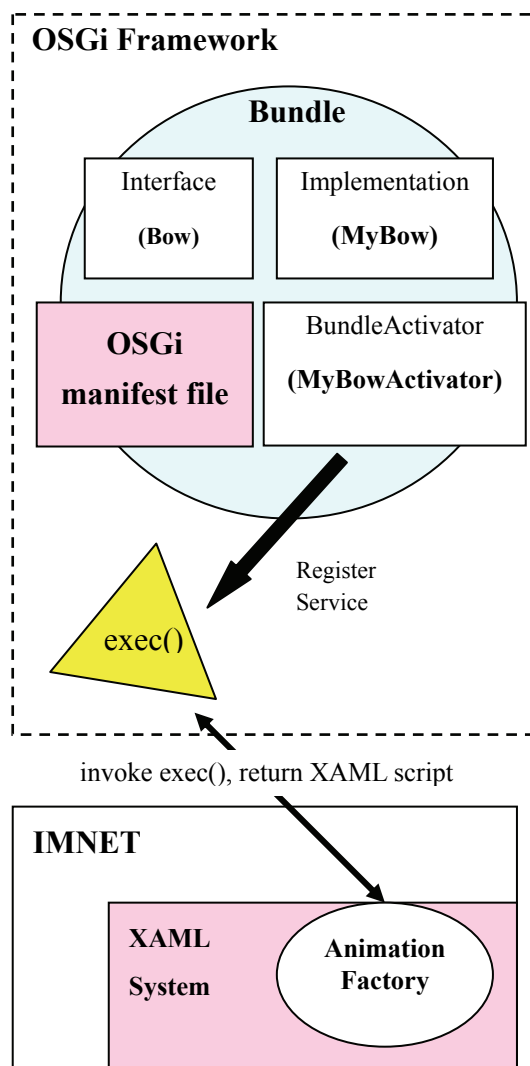 OSGi Framework
Bundle
Interface
(Bow)
Implementation
(MyBow)
OSGi
manifest file
BundleActivator
(MyBowActivator)
Register
Service
exec()
invoke exec(), return XAML script
IMNET
XAML
System
Animation
Factory